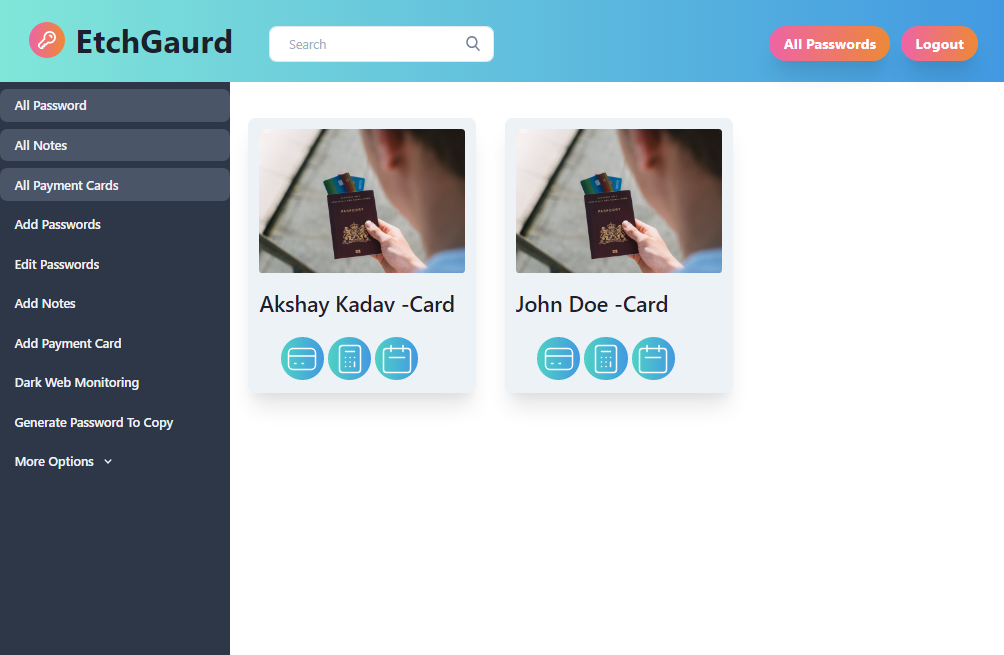 EtchGaurd
Search
All Passwords
Logout
All Password
All Notes
All Payment Cards
Add Passwords
Edit Passwords
Add Notes
Add Payment Card
Dark Web Monitoring
Generate Password To Copy
More Options
PASSPORT
Akshay Kadav -Card
PASSPORT
John Doe -Card